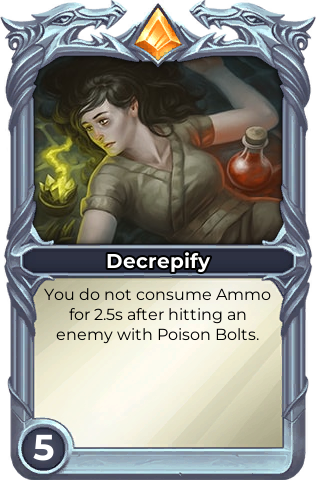 Decrepify
You do not consume Ammo
for 2.5s after hitting an
enemy with Poison Bolts.
5